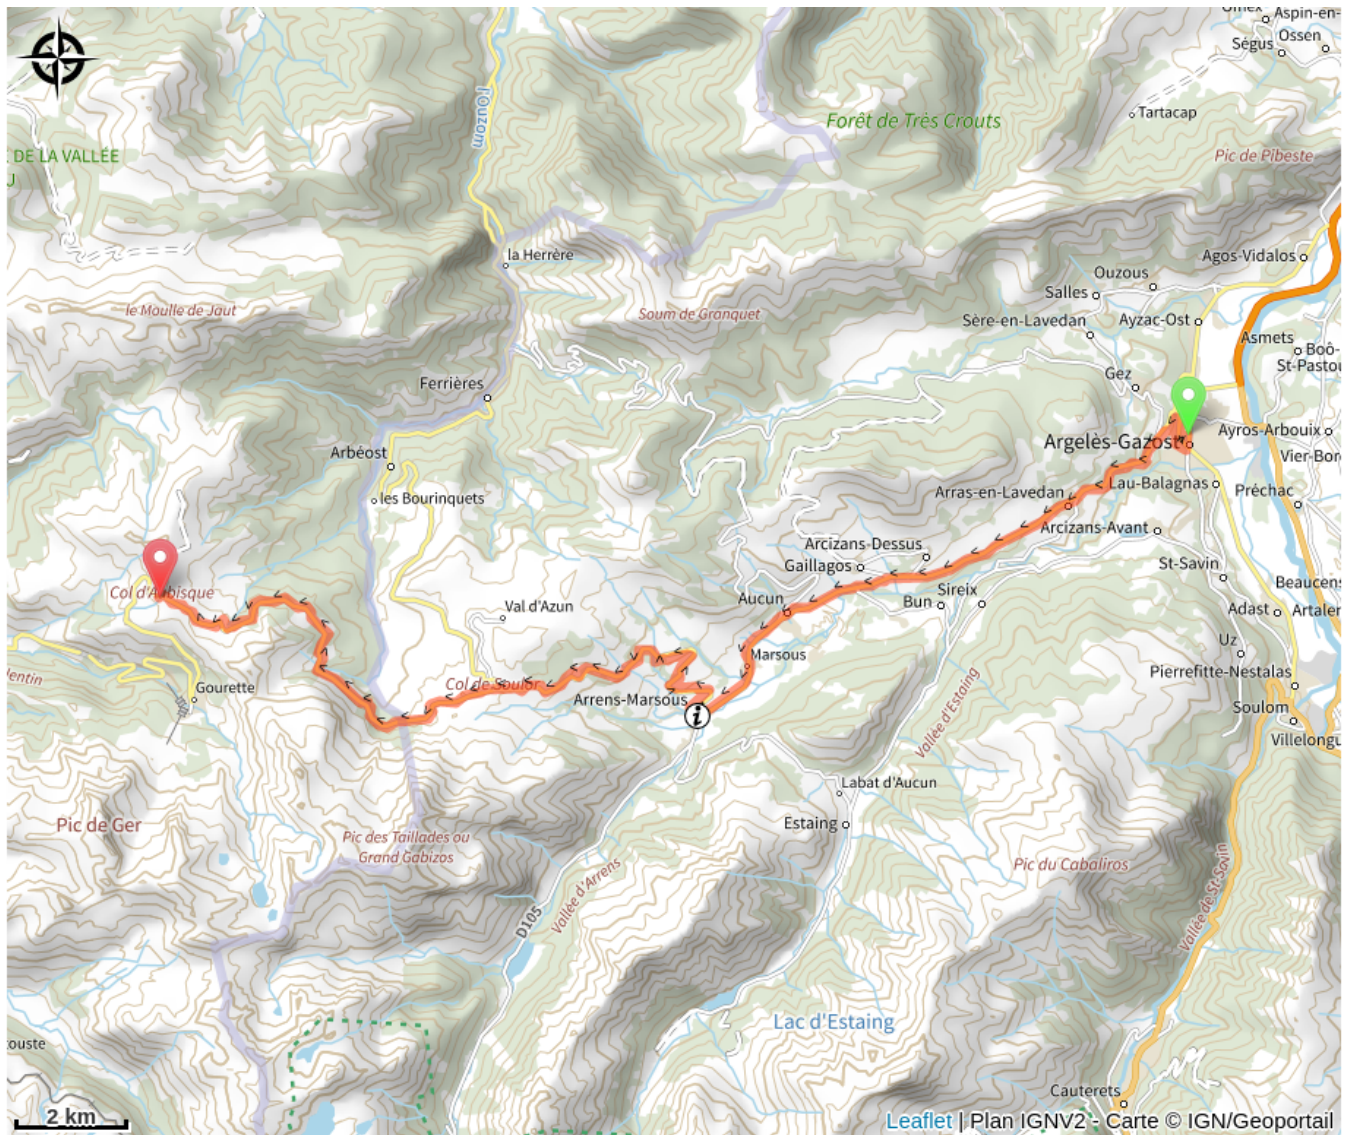 Aspin-en-
Ségus
Ossen
Tartacap
l'Ouzom
Forêt de Très Crouts
DE LA VALLÉE
Pic de Pibeste
la Herrère
Agos-Vidalos
Ouzous
Salles
le Moulle de Jaut
Soum de Granquet
Sère-en-Lavedan
Ayzac-Ost
Asmets
Boô-
St-Pastou
Gez
Ferrières
Ayros-Arbouix
Argelès-Gazost
Arbéost
Vier-Bor
les Bourinquets
Arras-en-Lavedan
Lau-Balagnas
Préchac
Arcizans-Avant
Arcizans-Dessus
Gaillagos
St-Savin
Col d'Aubisque
Aucun
Sireix
Bun
Beaucens
Val d'Azun
Adast
Artaler
Marsous
Uz
Pierrefitte-Nestalas
Gourette
Col de Soulor
Arrens-Marsous
i
Vallée d'Estaing
Soulom
Villelongu
Labat d'Aucun
Estaing
Pic de Ger
Pic des Taillades ou
Grand Gabizos
Pic du Cabaliros
Vallée d'Arrens
Vallée de St-Savin
D105
Lac d'Estaing
ouste
Cauterets
2 km
Leaflet | Plan IGNV2 - Carte © IGN/Geoportail